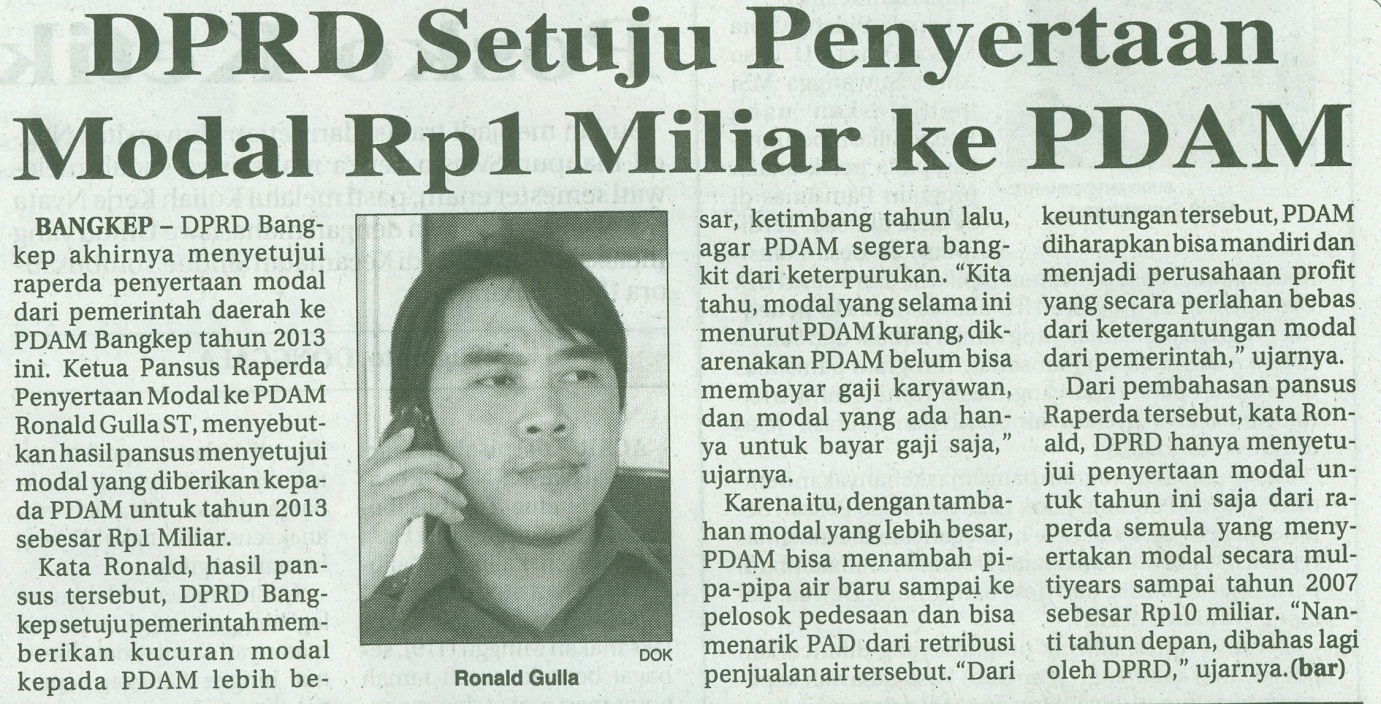 DPRD Setuju Penyertaan
Modal Rp1 Miliar ke PDAM
BANGKEP – DPRD Bang-
kep akhirnya menyetujui
raperda penyertaan modal
dari pemerintah daerah ke
PDAM Bangkep tahun 2013
ini. Ketua Pansus Raperda
Penyertaan Modal ke PDAM
Ronald Gulla ST, menyebut-
kan hasil pansus menyetujui
modal yang diberikan kepa-
da PDAM untuk tahun 2013
sebesar Rp1 Miliar.
Kata Ronald, hasil pan-
sus tersebut, DPRD Bang-
kep setuju pemerintah mem-
berikan kucuran modal
kepada PDAM lebih be-
DOK
Ronald Gulla
sar, ketimbang tahun lalu,
agar PDAM segera bang-
kit dari keterpurukan. “Kita
tahu, modal yang selama ini
menurut PDAM kurang, dik-
arenakan PDAM belum bisa
membayar gaji karyawan,
dan modal yang ada han-
ya untuk bayar gaji saja,”
ujarnya.
Karena itu, dengan tamba-
han modal yang lebih besar,
PDAM bisa menambah pi-
pa-pipa air baru sampai ke
pelosok pedesaan dan bisa
menarik PAD dari retribusi
penjualan air tersebut. “Dari
keuntungan tersebut, PDAM
diharapkan bisa mandiri dan
menjadi perusahaan profit
yang secara perlahan bebas
dari ketergantungan modal
dari pemerintah,” ujarnya.
Dari pembahasan pansus
Raperda tersebut, kata Ron-
ald, DPRD hanya menyetu-
jui penyertaan modal un-
tuk tahun ini saja dari ra-
perda semula yang meny-
ertakan modal secara mul-
tiyears sampai tahun 2007
sebesar Rp10 miliar. “Nan-
ti tahun depan, dibahas lagi
oleh DPRD,” ujarnya.(bar)